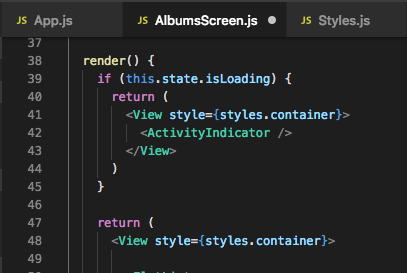 JS App.js JS AlbumsScreen.js JS Styles.js
37
38 render() {
39 if (this.state.isLoading) {
40 return (
41 <View style={styles.container}>
42 <ActivityIndicator />
43 </View>
44 )
45 }
46
47 return (
48 <View style={styles.container}>
49